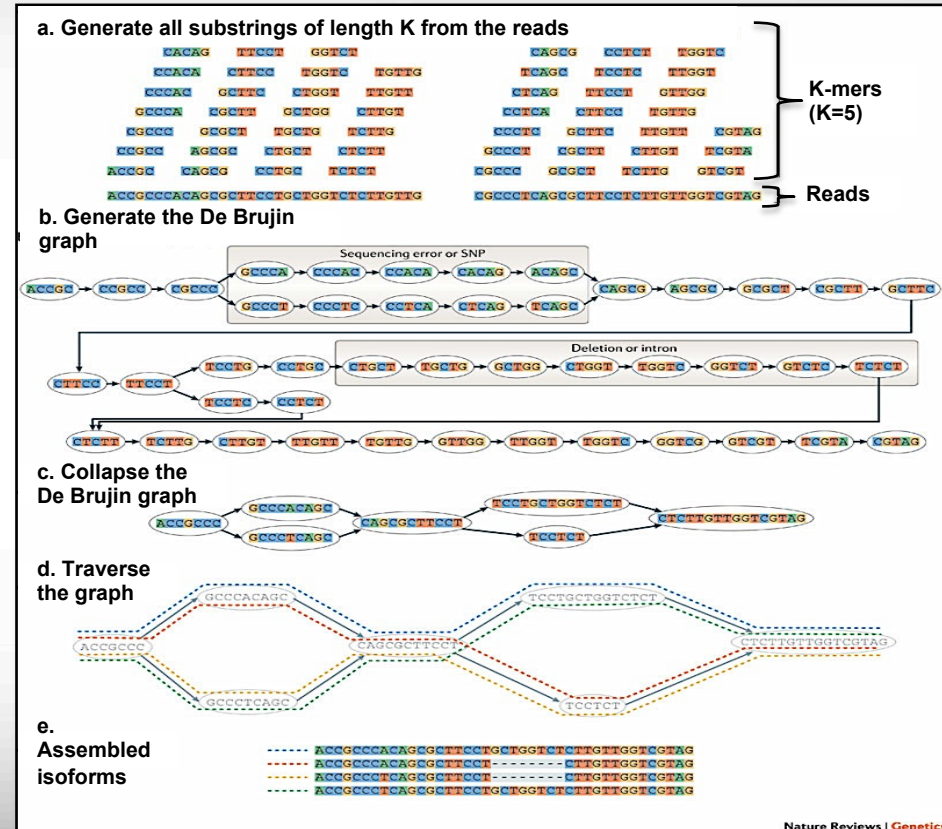 a. Generate all substrings of length K from the reads
CACAG TTCCT GGTCT CAGCG CCTCT TGGTC
CCACA CTTCC TGGTC TGTTG TCAGC TCCTC TTGGT
CCCAC GCTTC CTGGT TTGTT CTCAG TTCCT GTTGG
GCCCA CGCTT GCTGG CTTGT CCTCA CTTCC TGTTG
CGCCC GCGCT TGCTG TCTTG CCCTC GCTTC TTGTT CGTAG
CCGCC AGCGC CTGCT CTCTT GCCCT CGCTT CTTGT TCGTA
ACCGC CAGCG CCTGC TCTCT CGCCC GCGCT TCTTG GTCGT
K-mers
(K=5)
ACCGCCCACAGCGCTTCCTGCTGGTCTCTTGTTG CGCCCTCAGCGCTTCCTCTTGTTGGTCGTAG
Reads
b. Generate the De Brujin
graph
Sequencing error or SNP
GCCCA CCCAC CCACA CACAG ACAGC
ACCGC CCGCC CGCCC CAGCG AGCGC GCGCT CGCTT GCTTC
GCCCT CCCTC CCTCA CTCAG TCAGC
Deletion or intron
TCCTG CCTGC CTGCT TGCTG GCTGG CTGGT TGGTC GGTCT GTCTC TCTCT
CTTCC TTCCT
TCCTC CCTCT
CTCTT TCTTG CTTGT TTGTT TGTTG GTTGG TTGGT TGGTC GGTCG GTCGT TCGTA CGTAG
c. Collapse the
De Brujin graph
GCCCACAGC TCCTGCTGGTCTCT
ACCGCCC CAGCGCTTCCT CTCTTGTTGGTCGTAG
GCCCTCAGC TCCTCT
d. Traverse
the graph
GCCCACAGC TCCTGCTGGTCTCT
ACCGCCC CAGCGCTTCCT CTCTTGTTGGTCGTAG
GCCCTCAGC TCCTCT
e.
Assembled
isoforms
ACCGCCCACAGCGCTTCCTGCTGGTCTCTTGTTGGTCGTAG
ACCGCCCACAGCGCTTCCT--------CTTGTTGGTCGTAG
ACCGCCCTCAGCGCTTCCT--------CTTGTTGGTCGTAG
ACCGCCCTCAGCGCTTCCTGCTGGTCTCTTGTTGGTCGTAG
Nature Reviews | Genetics